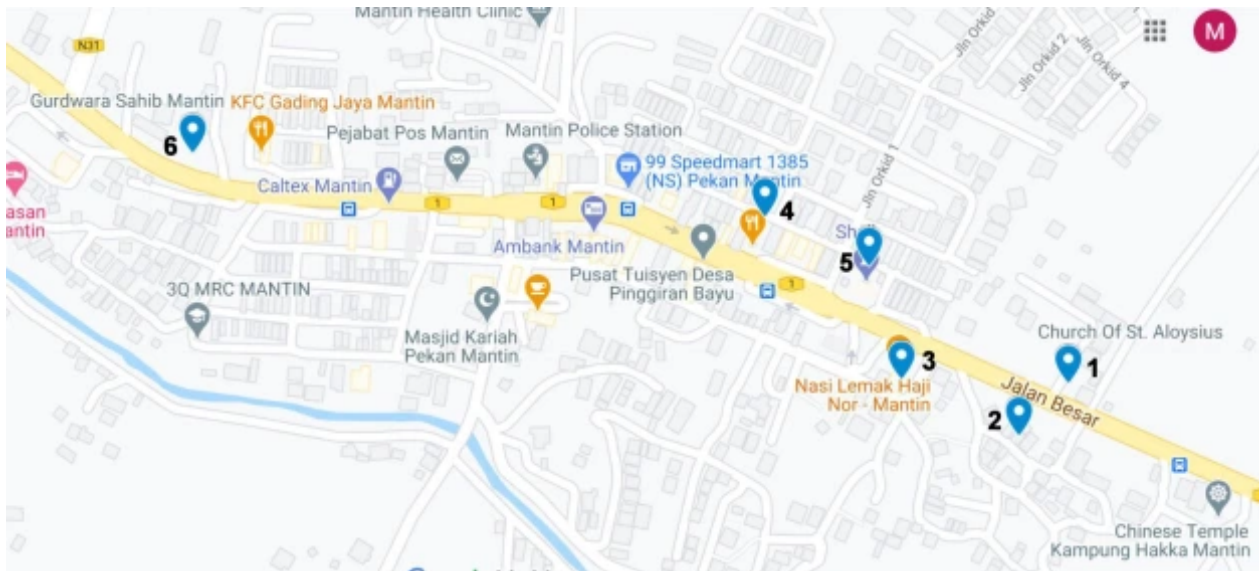 Mantin Health Clinic
M
N31
Jln Orkid
Jln Orkid 2
Jln Orkid 4
Gurdwara Sahib Mantin
KFC Gading Jaya Mantin
6
Pejabat Pos Mantin
Mantin Police Station
99 Speedmart 1385
(NS) Pekan Mantin
Jln Orkid 1
Caltex Mantin
1
1
4
asan
antin
Ambank Mantin
5
Pusat Tuisyen Desa
Pinggiran Bayu
1
3Q MRC MANTIN
Masjid Kariah
Pekan Mantin
Church Of St. Aloysius
3
1
Nasi Lemak Haji
Nor - Mantin
Jalan Besar
2
Chinese Temple
Kampung Hakka Mantin